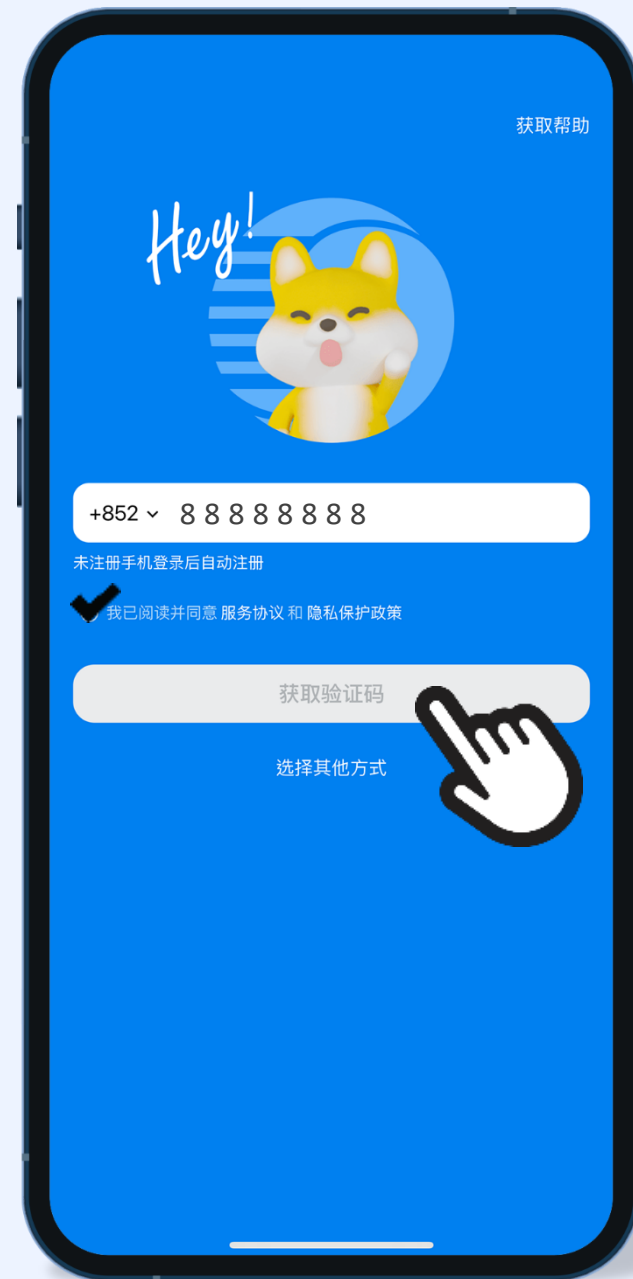 获取帮助
Hey!
+852 88888888
未注册手机登录后自动注册
我已阅读并同意 服务协议 和 隐私保护政策
获取验证码
选择其他方式